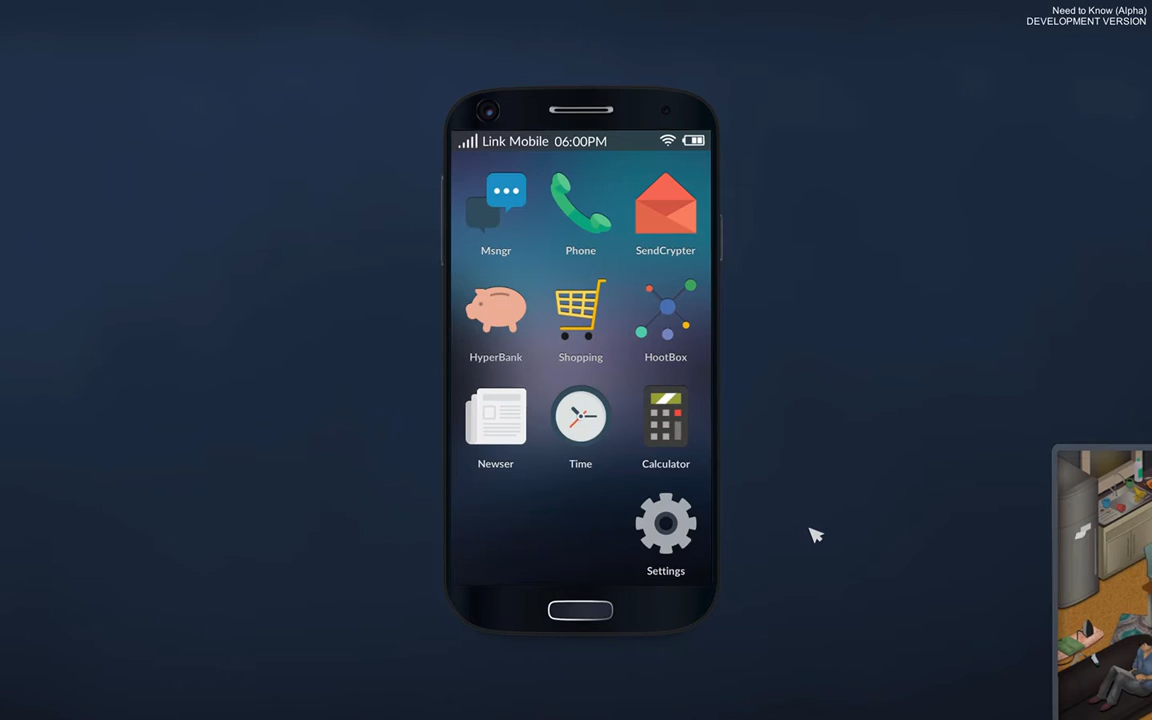 Need to Know (Alpha)
DEVELOPMENT VERSION
Link Mobile 06:00PM
Msngr
Phone
SendCrypter
HyperBank
Shopping
HootBox
Newser
Time
Calculator
Settings